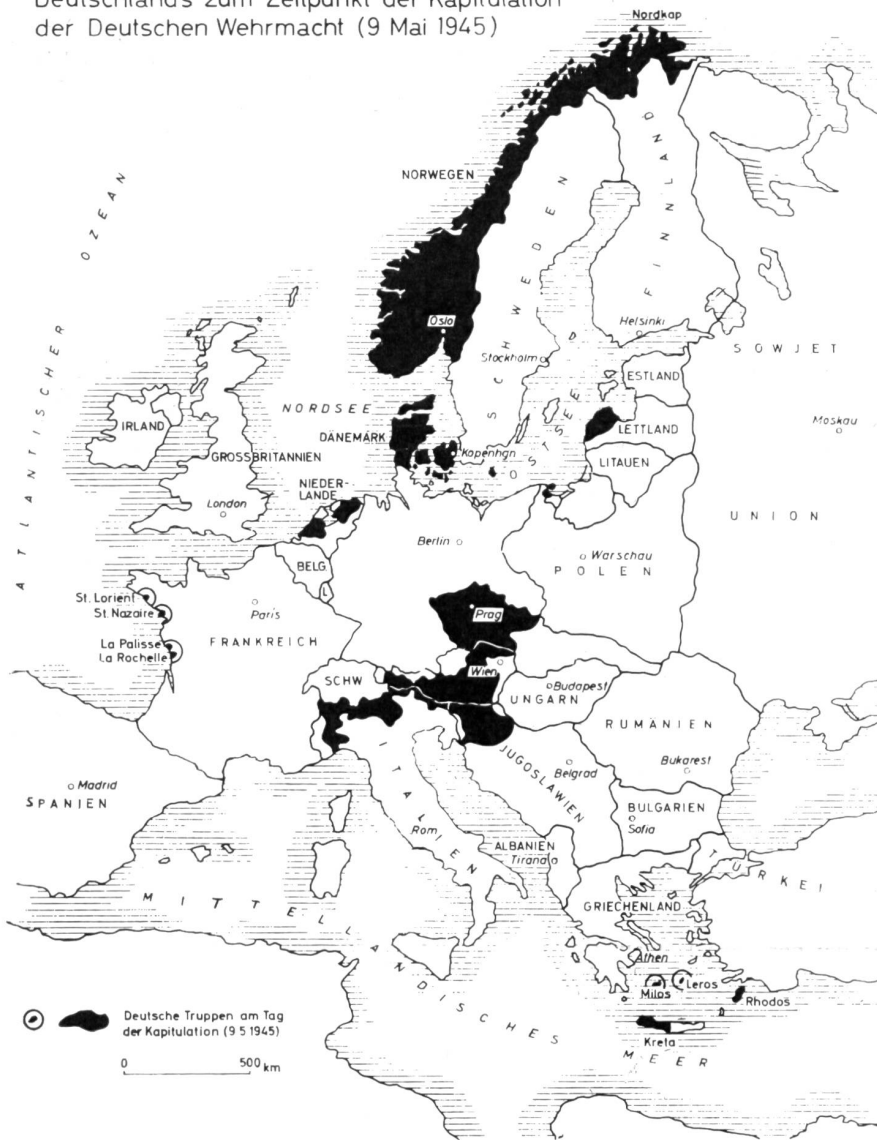 Deutschlands zum Zeitpunkt der Kapitulation
der Deutschen Wehrmacht (9 Mai 1945)
Nordkap
NORWEGEN
ATLANTISCHER OZEAN
SCHWEDEN
FINNLAND
Oslo
Helsinki
Stockholm
SOWJET
ESTLAND
NORDSEE
OSTSEE
IRLAND
DÄNEMARK
LETTLAND
Moskau
GROSSBRITANNIEN
Kopenhgn
LITAUEN
NIEDER-
LANDE
London
UNION
Berlin
Warschau
BELG.
POLEN
L
St. Lorient
St. Nazaire
Paris
Prag
La Palisse
La Rochelle
FRANKREICH
Wien
SCHW
Budapest
UNGARN
RUMÄNIEN
JUGOSLAWIEN
Belgrad
Bukarest
Madrid
SPANIEN
ITALIEN
BULGARIEN
Sofia
Rom
ALBANIEN
Tirana
TÜRKEI
MITTELLÄNDISCHES MEER
GRIECHENLAND
Athen
Milos
Leros
Rhodos
Kreta
Deutsche Truppen am Tag
der Kapitulation (9 5 1945)
0 500 km